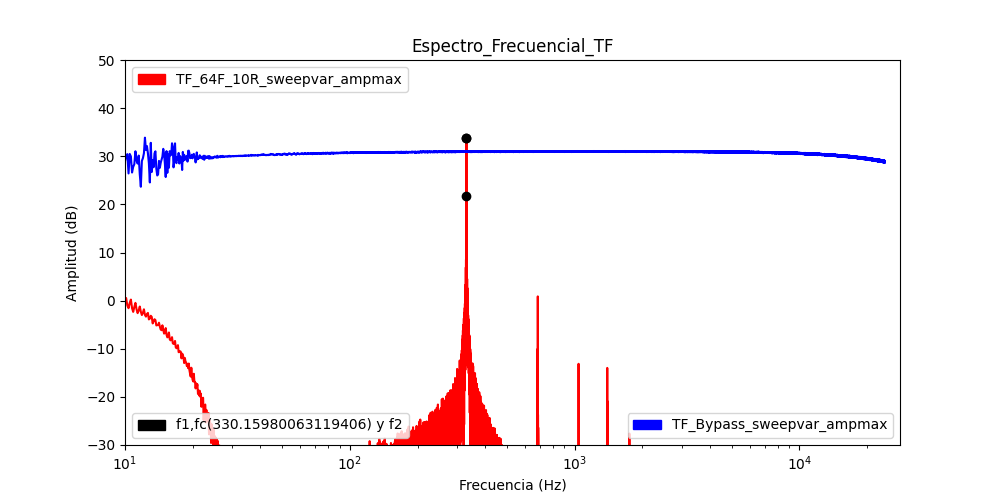 Espectro_Frecuencial_TF
Amplitud (dB)
50
40
30
20
10
0
−10
−20
−30
TF_64F_10R_sweepvar_ampmax
f1,fc(330.15980063119406) y f2
TF_Bypass_sweepvar_ampmax
10¹ 10² 10³ 10⁴
Frecuencia (Hz)